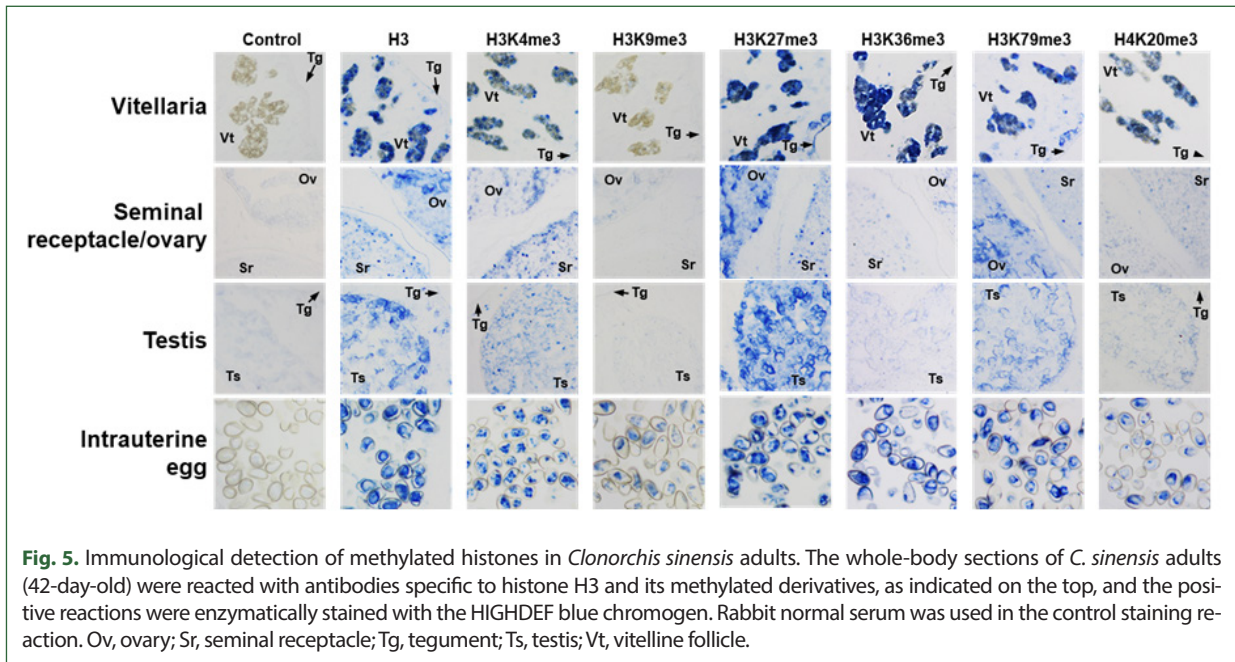 Control H3 H3K4me3 H3K9me3 H3K27me3 H3K36me3 H3K79me3 H4K20me3
Vitellaria
Tg Vt
Tg Vt
Vt Tg
Vt Tg
Vt Tg
Tg Vt
Vt Tg
Vt Tg
Seminal
receptacle/ovary
Ov Sr
Ov Sr
Ov Sr
Ov Sr
Ov Sr
Ov Sr
Sr Ov
Sr Ov
Testis
Tg Ts
Tg Ts
Tg Ts
Tg Ts
Ts
Ts
Ts
Ts Tg
Intrauterine
egg
Fig. 5. Immunological detection of methylated histones in Clonorchis sinensis adults. The whole-body sections of C. sinensis adults
(42-day-old) were reacted with antibodies specific to histone H3 and its methylated derivatives, as indicated on the top, and the posi-
tive reactions were enzymatically stained with the HIGHDEF blue chromogen. Rabbit normal serum was used in the control staining re-
action. Ov, ovary; Sr, seminal receptacle; Tg, tegument; Ts, testis; Vt, vitelline follicle.